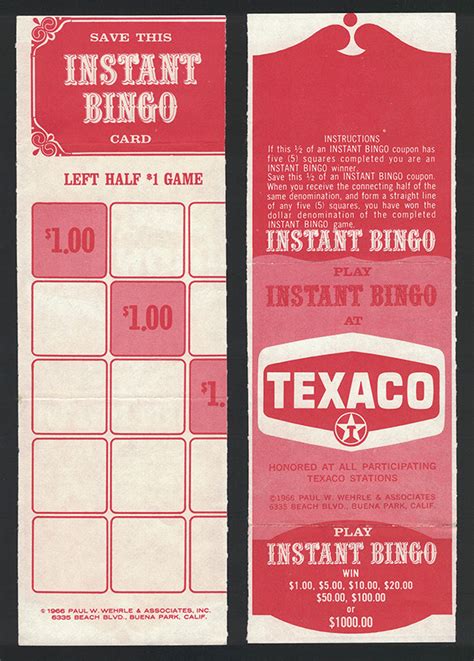 SAVE THIS
INSTANT
BINGO
CARD
LEFT HALF $1 GAME
$1.00
$1.00
$1.
© 1966 PAUL W. WEHRLE & ASSOCIATES, INC.
6335 BEACH BLVD., BUENA PARK, CALIF.
INSTRUCTIONS
If this ½ of an INSTANT BINGO coupon has
five (5) squares completed you are an
INSTANT BINGO winner.
Save this ½ of an INSTANT BINGO coupon.
When you receive the connecting half of the
same denomination, and form a straight line
of any five (5) squares, you have won the
dollar denomination of the completed
INSTANT BINGO game.
INSTANT BINGO
PLAY
INSTANT BINGO
AT
TEXACO
T
HONORED AT ALL PARTICIPATING
TEXACO STATIONS
©1966 PAUL W. WEHRLE & ASSOCIATES
6335 BEACH BLVD., BUENA PARK, CALIF.
PLAY
INSTANT BINGO
WIN
$1.00, $5.00, $10.00, $20.00
$50.00, $100.00
or
$1000.00